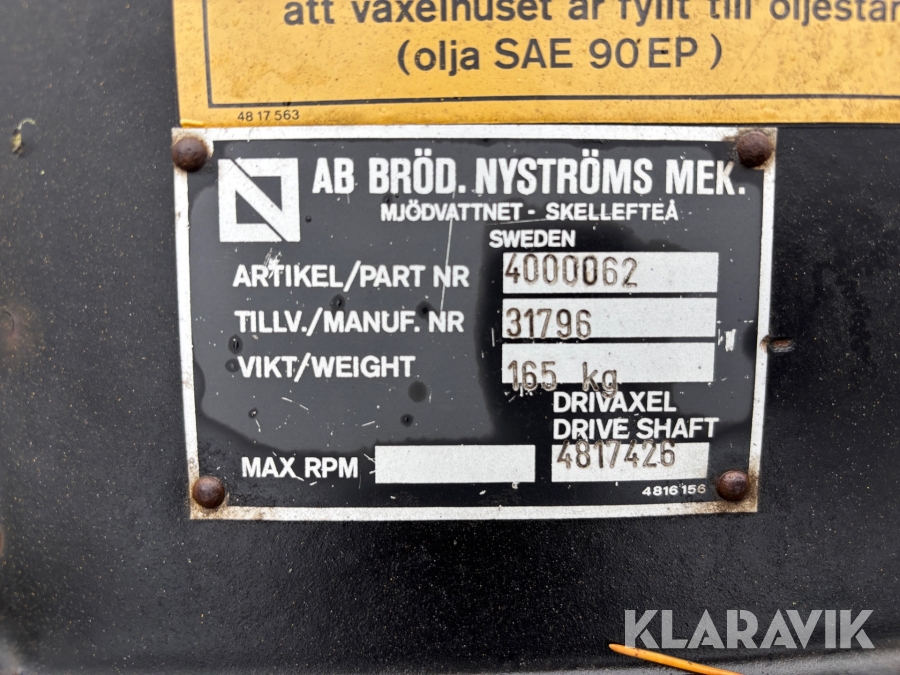 att växelhuset är fyllt till
(olja SAE 90 EP)
48 17 563
AB BRÖD. NYSTRÖMS MEK.
MJÖDVATTNET - SKELLEFTEÅ
SWEDEN
ARTIKEL/PART NR 4000062
TILLV./MANUF. NR 31796
VIKT/WEIGHT 165 kg
DRIVAXEL
DRIVE SHAFT
MAX RPM 4817426
4816 156
KLARAVIK